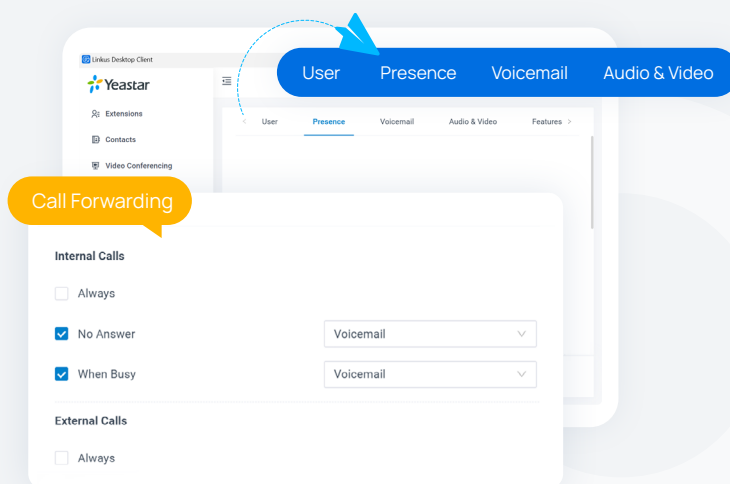 Linkus Desktop Client
User Presence Voicemail Audio & Video
Yeastar
Extensions
Contacts
Video Conferencing
User Presence Voicemail Audio & Video Features
Call Forwarding
Internal Calls
Always
No Answer Voicemail
When Busy Voicemail
External Calls
Always